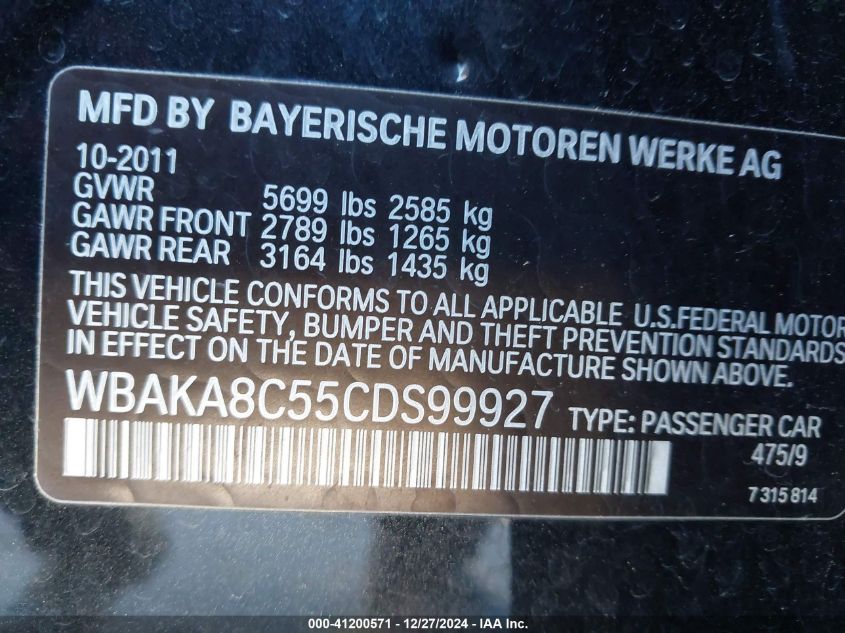 MFD BY BAYERISCHE MOTOREN WERKE AG
10-2011
GVWR 5699 lbs 2585 kg
GAWR FRONT 2789 lbs 1265 kg
GAWR REAR 3164 lbs 1435 kg
THIS VEHICLE CONFORMS TO ALL APPLICABLE U.S.FEDERAL MOTOR
VEHICLE SAFETY, BUMPER AND THEFT PREVENTION STANDARDS
IN EFFECT ON THE DATE OF MANUFACTURE SHOWN ABOVE.
WBAKA8C55CDS99927 TYPE: PASSENGER CAR
475/9
7 315 814
000-41200571 - 12/27/2024 - IAA Inc.